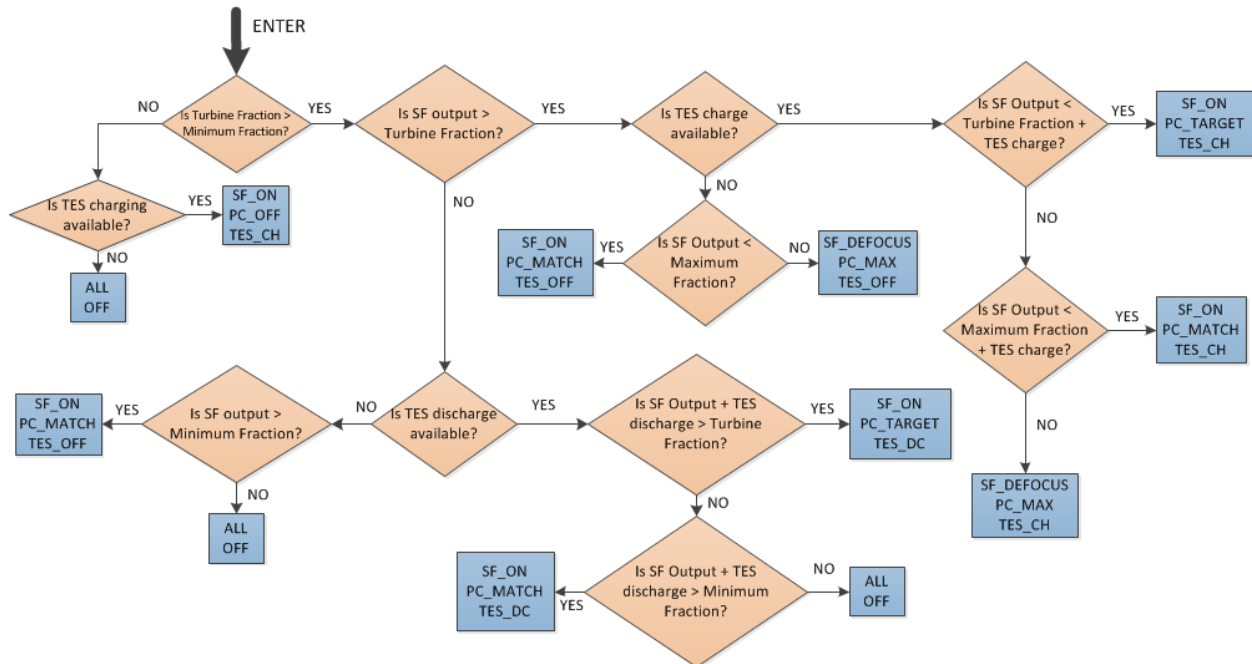 ENTER
NO
Is Turbine Fraction >
Minimum Fraction?
YES
Is SF output >
Turbine Fraction?
YES
Is TES charge
available?
YES
Is SF Output <
Turbine Fraction +
TES charge?
YES
SF_ON
PC_TARGET
TES_CH
Is TES charging
available?
YES
SF_ON
PC_OFF
TES_CH
NO
ALL
OFF
NO
NO
SF_ON
PC_MATCH
TES_OFF
YES
Is SF Output <
Maximum
Fraction?
NO
SF_DEFOCUS
PC_MAX
TES_OFF
NO
Is SF Output <
Maximum Fraction
+ TES charge?
YES
SF_ON
PC_MATCH
TES_CH
NO
SF_DEFOCUS
PC_MAX
TES_CH
SF_ON
PC_MATCH
TES_OFF
YES
Is SF output >
Minimum Fraction?
NO
Is TES discharge
available?
YES
Is SF Output + TES
discharge > Turbine
Fraction?
YES
SF_ON
PC_TARGET
TES_DC
NO
ALL
OFF
NO
SF_ON
PC_MATCH
TES_DC
YES
Is SF Output + TES
discharge > Minimum
Fraction?
NO
ALL
OFF